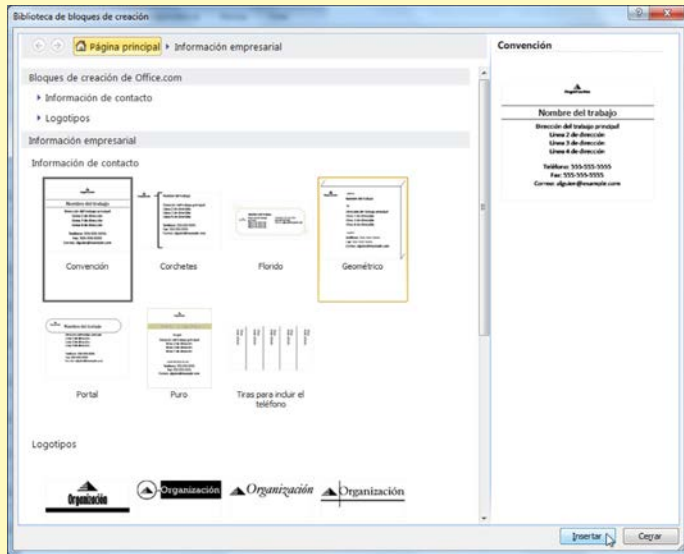 Biblioteca de bloques de creación
Página principal ▸ Información empresarial
Bloques de creación de Office.com
Información de contacto
Logotipos
Información empresarial
Información de contacto
Convención
Corchetes
Florido
Geométrico
Portal
Puro
Tiras para incluir el
teléfono
Logotipos
Organización
Organización
Organización
Organización
Convención
Organización
Nombre del trabajo
Dirección del trabajo principal
Línea 2 de dirección
Línea 3 de dirección
Línea 4 de dirección
Teléfono: 555-555-5555
Fax: 555-555-5555
Correo: alguien@example.com
Insertar
Cerrar